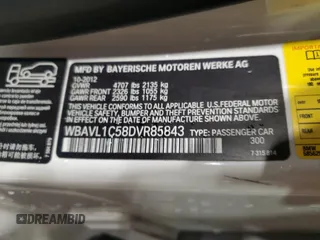 MFD BY BAYERISCHE MOTOREN WERKE AG
10-2012
GVWR 4707 lbs 2135 kg
GAWR FRONT 2326 lbs 1055 kg
GAWR REAR 2590 lbs 1175 kg
THIS VEHICLE CONFORMS TO ALL APPLICABLE
FEDERAL MOTOR VEHICLE SAFETY, BUMPER,
AND THEFT PREVENTION STANDARDS IN EFFECT ON
THE DATE OF MANUFACTURE SHOWN ABOVE.
WBAVL1C58DVR85843 TYPE: PASSENGER CAR
300
BMW
DREAMBID